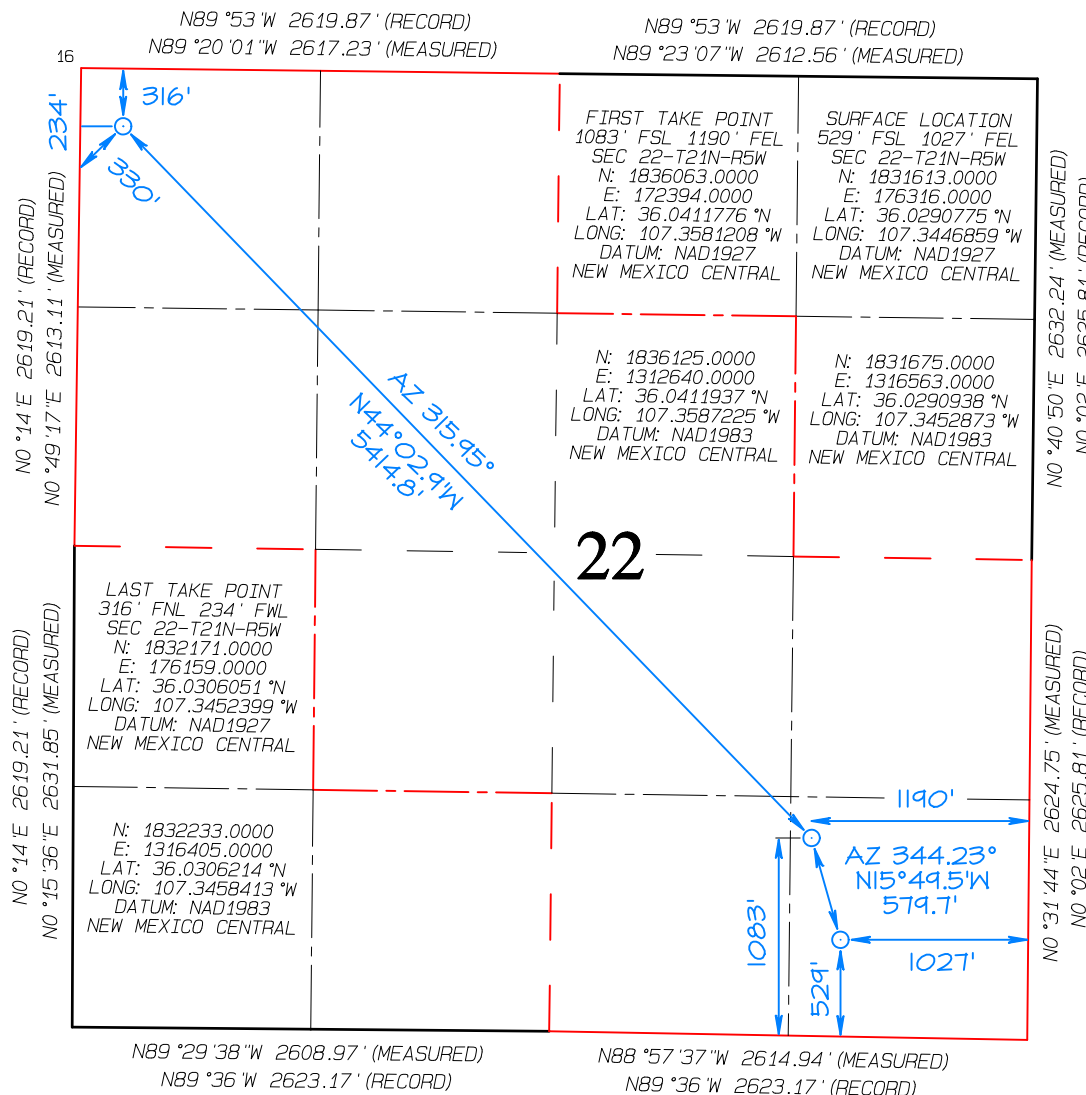 N89°53'W 2619.87' (RECORD)
N89°20'01"W 2617.23' (MEASURED)
N89°53'W 2619.87' (RECORD)
N89°23'07"W 2612.56' (MEASURED)
16
316'
234'
330'
FIRST TAKE POINT
1083' FSL 1190' FEL
SEC 22-T21N-R5W
N: 1836063.0000
E: 172394.0000
LAT: 36.0411776°N
LONG: 107.3581208°W
DATUM: NAD1927
NEW MEXICO CENTRAL
SURFACE LOCATION
529' FSL 1027' FEL
SEC 22-T21N-R5W
N: 1831613.0000
E: 176316.0000
LAT: 36.0290775°N
LONG: 107.3446859°W
DATUM: NAD1927
NEW MEXICO CENTRAL
N0°14'E 2619.21' (RECORD)
N0°49'17"E 2613.11' (MEASURED)
N0°40'50"E 2632.24' (MEASURED)
N0°02'E 2625.81' (RECORD)
N: 1836125.0000
E: 1312640.0000
LAT: 36.0411937°N
LONG: 107.3587225°W
DATUM: NAD1983
NEW MEXICO CENTRAL
N: 1831675.0000
E: 1316563.0000
LAT: 36.0290938°N
LONG: 107.3452873°W
DATUM: NAD1983
NEW MEXICO CENTRAL
AZ 315.95°
N44°02.9'W
5414.8'
22
LAST TAKE POINT
316' FNL 234' FWL
SEC 22-T21N-R5W
N: 1832171.0000
E: 176159.0000
LAT: 36.0306051°N
LONG: 107.3452399°W
DATUM: NAD1927
NEW MEXICO CENTRAL
N0°14'E 2619.21' (RECORD)
N0°15'36"E 2631.85' (MEASURED)
N0°31'44"E 2624.75' (MEASURED)
N0°02'E 2625.81' (RECORD)
N: 1832233.0000
E: 1316405.0000
LAT: 36.0306214°N
LONG: 107.3458413°W
DATUM: NAD1983
NEW MEXICO CENTRAL
1190'
AZ 344.23°
N15°49.5'W
579.7'
1083'
1027'
529'
N89°29'38"W 2608.97' (MEASURED)
N89°36'W 2623.17' (RECORD)
N88°57'37"W 2614.94' (MEASURED)
N89°36'W 2623.17' (RECORD)